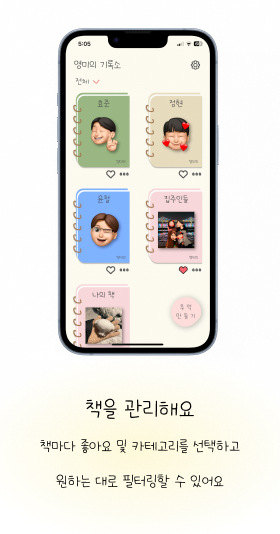 5:05
영미의 기록소
전체
효준
정현
윤철
집주인들
나의 책
추억
만들기
책을 관리해요
책마다 좋아요 및 카테고리를 선택하고
원하는 대로 필터링할 수 있어요